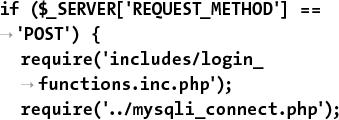 if ($_SERVER['REQUEST_METHOD'] ==
→ 'POST') {
require('includes/login_
→ functions.inc.php');
require('../mysqli_connect.php');